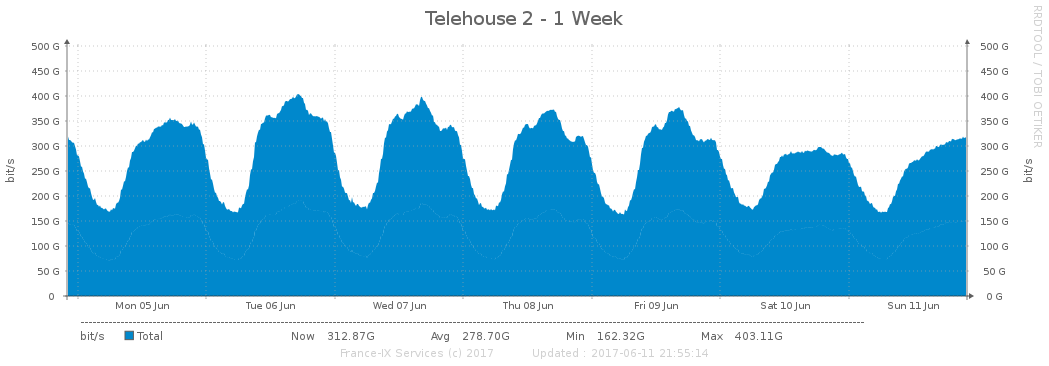 Telehouse 2 - 1 Week
RRDTOOL / TOBI OETIKER
500 G 500 G
450 G 450 G
400 G 400 G
350 G 350 G
300 G 300 G
250 G 250 G
200 G 200 G
150 G 150 G
100 G 100 G
50 G 50 G
0 0 G
bit/s bit/s
Mon 05 Jun Tue 06 Jun Wed 07 Jun Thu 08 Jun Fri 09 Jun Sat 10 Jun Sun 11 Jun
bit/s Total Now 312.87G Avg 278.70G Min 162.32G Max 403.11G
France-IX Services (c) 2017 Updated : 2017-06-11 21:55:14